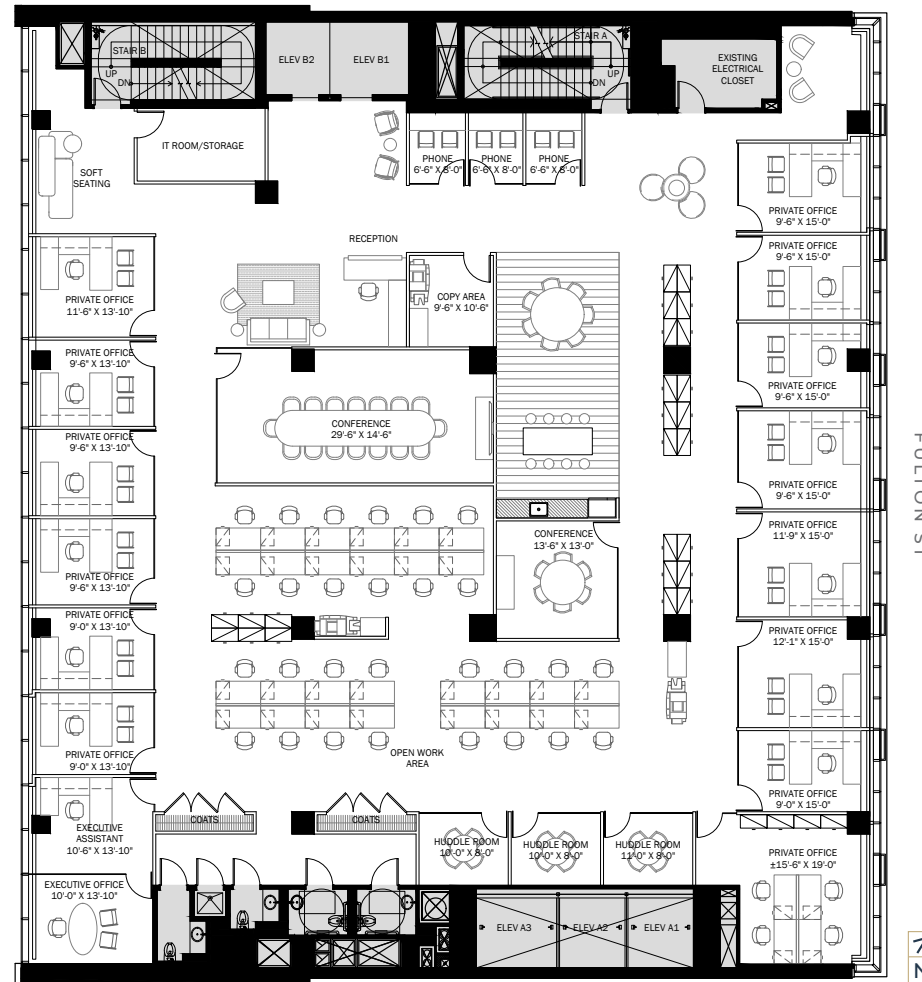 STAIR B
UP
DN
ELEV B2
ELEV B1
STAIR A
UP
DN
EXISTING
ELECTRICAL
CLOSET
IT ROOM/STORAGE
SOFT
SEATING
PHONE
6'-6" X 8'-0"
PHONE
6'-6" X 8'-0"
PHONE
6'-6" X 8'-0"
PRIVATE OFFICE
9'-6" X 15'-0"
RECEPTION
PRIVATE OFFICE
9'-6" X 15'-0"
PRIVATE OFFICE
11'-6" X 13'-10"
COPY AREA
9'-6" X 10'-6"
PRIVATE OFFICE
9'-6" X 13'-10"
PRIVATE OFFICE
9'-6" X 15'-0"
CONFERENCE
29'-6" X 14'-6"
PRIVATE OFFICE
9'-6" X 13'-10"
PRIVATE OFFICE
9'-6" X 15'-0"
FULTON ST
PRIVATE OFFICE
11'-9" X 15'-0"
CONFERENCE
13'-6" X 13'-0"
PRIVATE OFFICE
9'-6" X 13'-10"
PRIVATE OFFICE
9'-0" X 13'-10"
PRIVATE OFFICE
12'-1" X 15'-0"
PRIVATE OFFICE
9'-0" X 13'-10"
OPEN WORK
AREA
PRIVATE OFFICE
9'-0" X 15'-0"
COATS
COATS
EXECUTIVE
ASSISTANT
10'-6" X 13'-10"
HUDDLE ROOM
10'-0" X 8'-0"
HUDDLE ROOM
10'-0" X 8'-0"
HUDDLE ROOM
11'-0" X 8'-0"
PRIVATE OFFICE
±15'-6" X 19'-0"
EXECUTIVE OFFICE
10'-0" X 13'-10"
ELEV A3
ELEV A2
ELEV A1
N